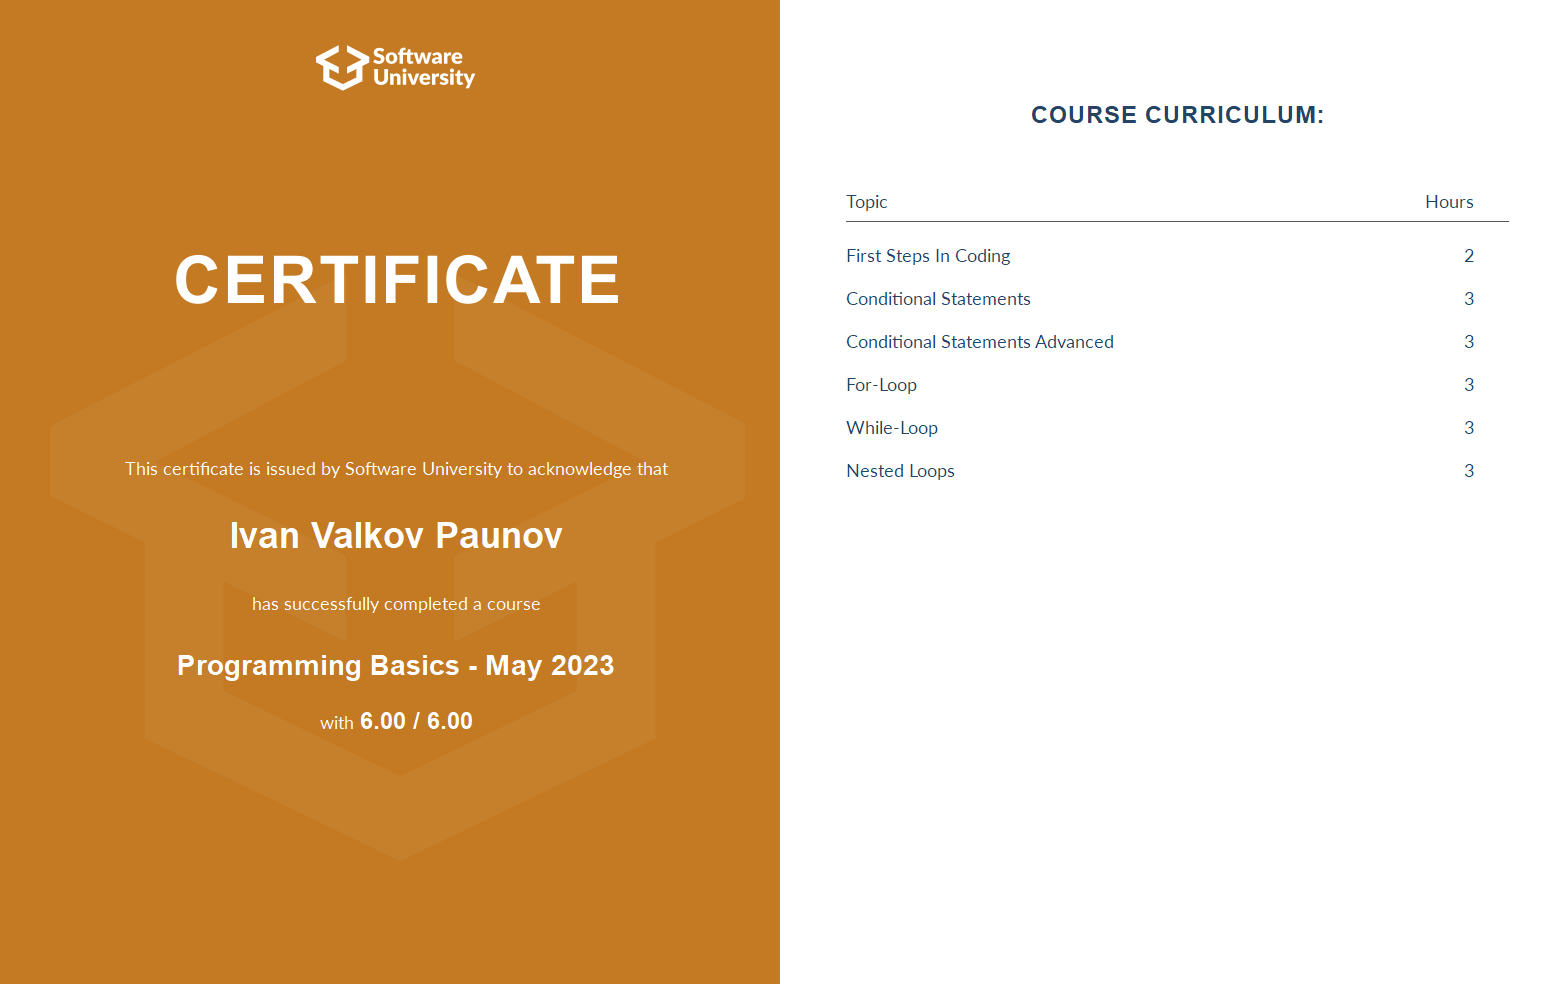 Software
University
CERTIFICATE
This certificate is issued by Software University to acknowledge that
Ivan Valkov Paunov
has successfully completed a course
Programming Basics - May 2023
with 6.00 / 6.00
COURSE CURRICULUM:
Topic Hours
First Steps In Coding 2
Conditional Statements 3
Conditional Statements Advanced 3
For-Loop 3
While-Loop 3
Nested Loops 3